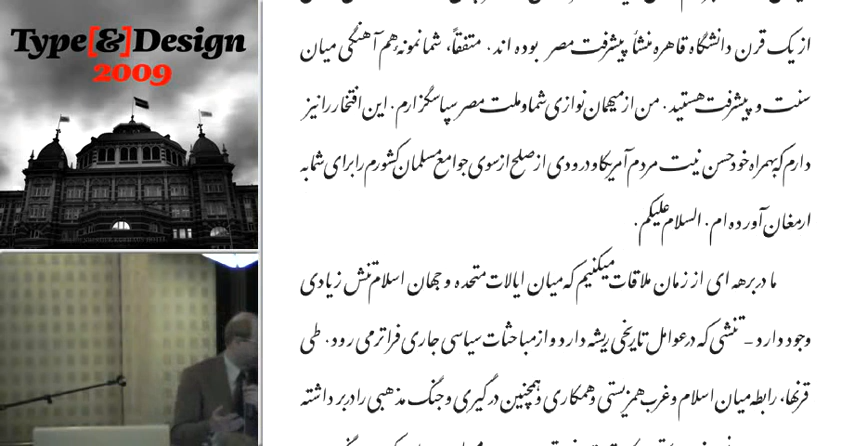 Type[&]Design
2009
از یک قرن دانشگاه قاهره منشأ پیشرفت مصر بوده اند. متفقاً، شما نمونه هم آهنگی میان
سنت و پیشرفت هستید. من از میهمان نوازی شما و ملت مصر سپاسگزارم. این افتخار را نیز
دارم که بهمراه خود حسن نیت مردم آمریکا و درودی از صلح از سوی جوامع مسلمان کشورم را برای شما به
ارمغان آورده ام. السلام علیکم.
ما در برهه ای از زمان ملاقات میکنیم که میان ایالات متحده و جهان اسلام تنش زیادی
وجود دارد – تنشی که در عوامل تاریخی ریشه دارد و از مباحثات سیاسی جاری فراتر می رود. طی
قرنها، رابطه میان اسلام و غرب همزیستی و همکاری و همچنین درگیری و جنگ مذهبی را در بر داشته